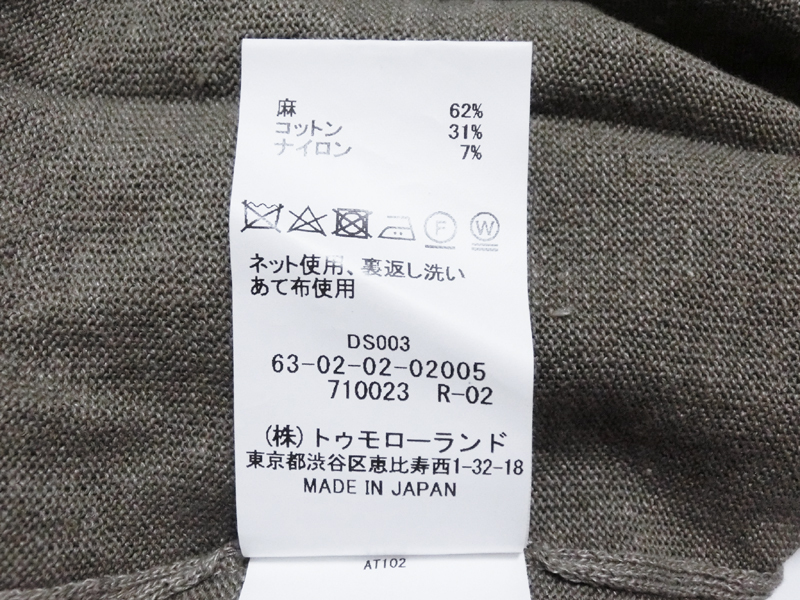 麻 62%
コットン 31%
ナイロン 7%
F W
ネット使用、裏返し洗い
あて布使用
DS003
63-02-02-02005
710023 R-02
(株)トゥモローランド
東京都渋谷区恵比寿西1-32-18
MADE IN JAPAN
AT102